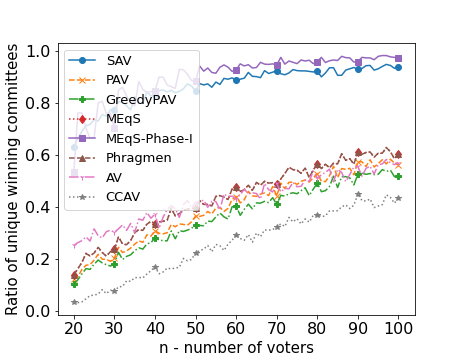 1.0
0.8
0.6
0.4
0.2
0.0
Ratio of unique winning committees
SAV
PAV
GreedyPAV
MEqS
MEqS-Phase-I
Phragmen
AV
CCAV
20 30 40 50 60 70 80 90 100
n - number of voters